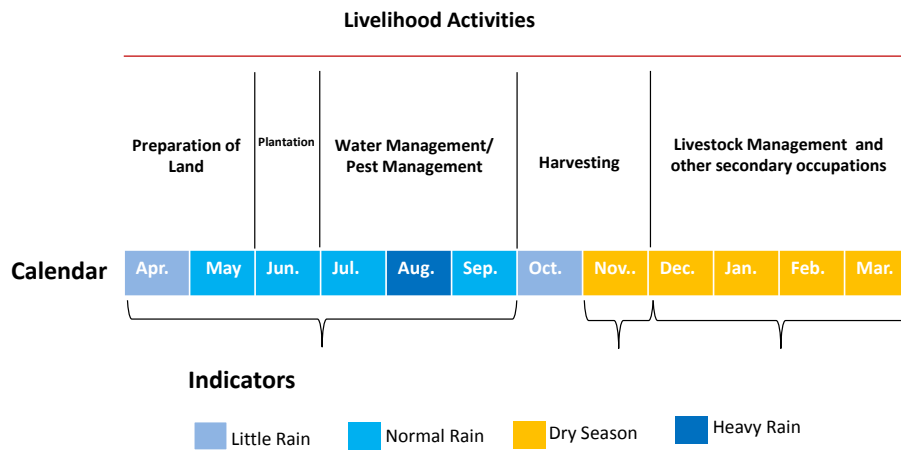 Livelihood Activities
Preparation of
Land
Plantation
Water Management/
Pest Management
Harvesting
Livestock Management and
other secondary occupations
Calendar
Apr.
May
Jun.
Jul.
Aug.
Sep.
Oct.
Nov..
Dec.
Jan.
Feb.
Mar.
Indicators
Little Rain
Normal Rain
Dry Season
Heavy Rain